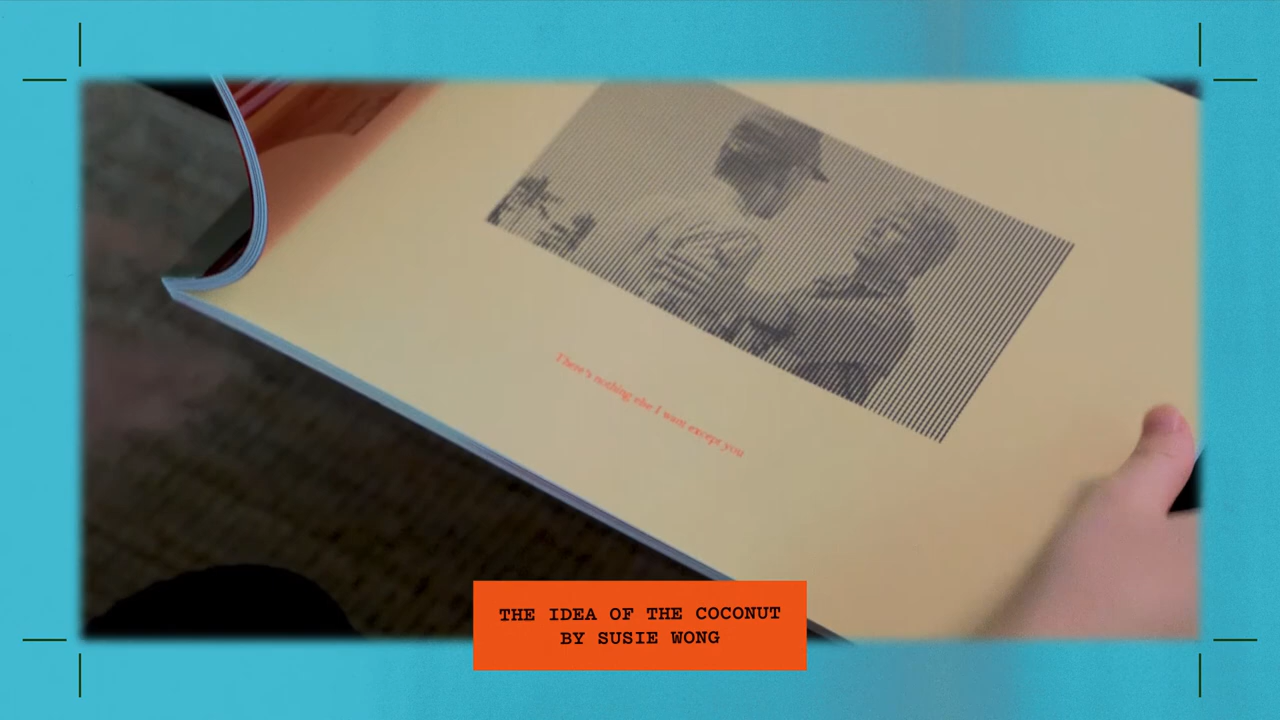 There's nothing else I want except you
THE IDEA OF THE COCONUT
BY SUSIE WONG